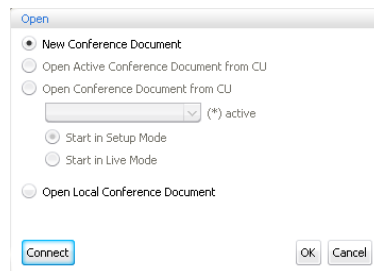 Open
New Conference Document
Open Active Conference Document from CU
Open Conference Document from CU
(*) active
Start in Setup Mode
Start in Live Mode
Open Local Conference Document
Connect OK Cancel